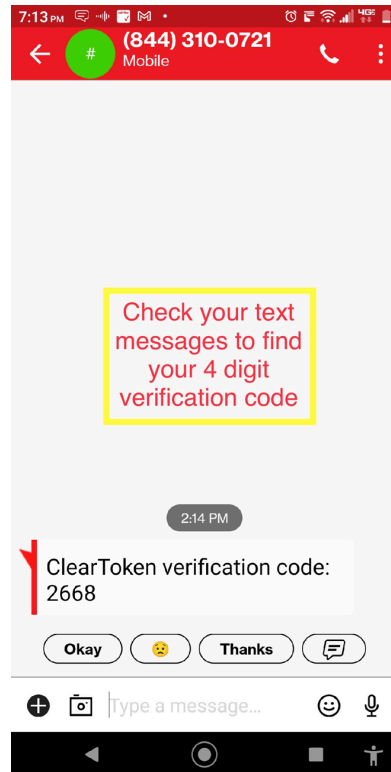 7:13 PM
4GE
#
(844) 310-0721
Mobile
Check your text
messages to find
your 4 digit
verification code
2:14 PM
ClearToken verification code:
2668
Okay
Thanks
Type a message...